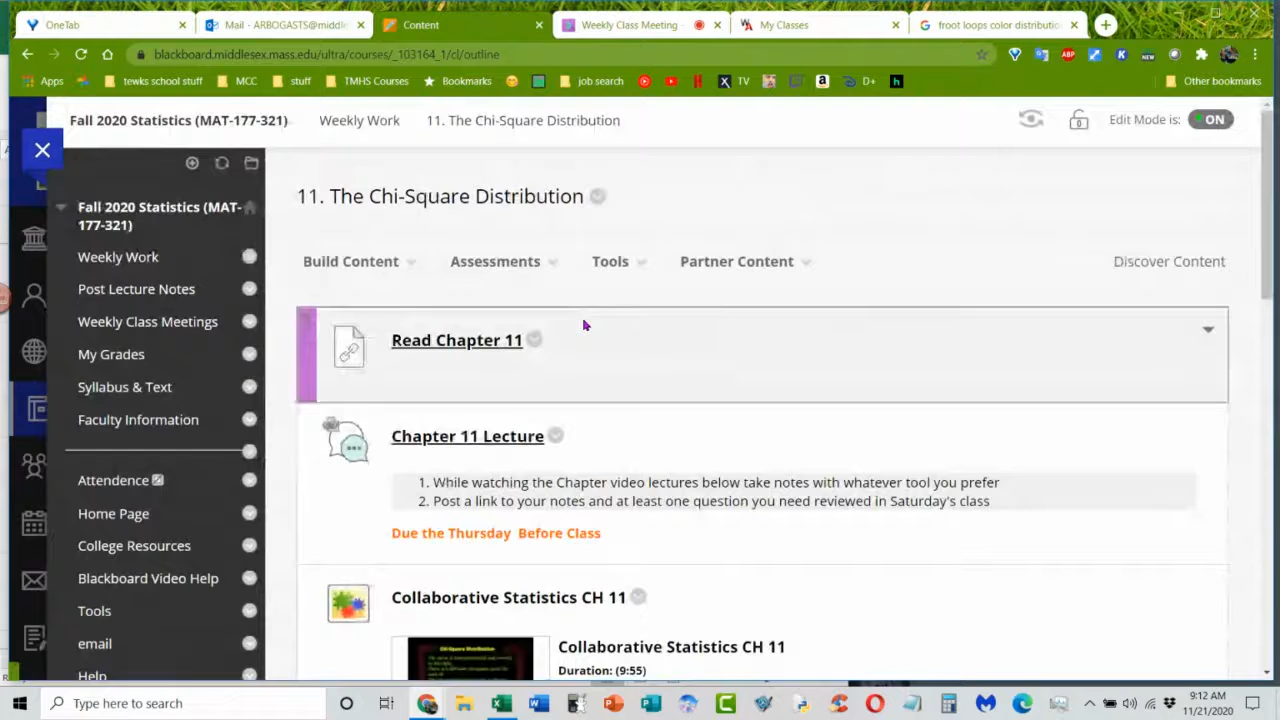 OneTab
Mail - ARBOGASTS@middle
Content
Weekly Class Meeting -
My Classes
froot loops color distributio
blackboard.middlesex.mass.edu/ultra/courses/_103164_1/cl/outline
Apps
tewks school stuff
MCC
stuff
TMHS Courses
Bookmarks
job search
TV
D+
Other bookmarks
Fall 2020 Statistics (MAT-177-321)
Weekly Work
11. The Chi-Square Distribution
Edit Mode is: ON
Fall 2020 Statistics (MAT-
177-321)
Weekly Work
Post Lecture Notes
Weekly Class Meetings
My Grades
Syllabus & Text
Faculty Information
Attendence
Home Page
College Resources
Blackboard Video Help
Tools
email
Help
11. The Chi-Square Distribution
Build Content
Assessments
Tools
Partner Content
Discover Content
Read Chapter 11
Chapter 11 Lecture
1. While watching the Chapter video lectures below take notes with whatever tool you prefer
2. Post a link to your notes and at least one question you need reviewed in Saturday's class
Due the Thursday Before Class
Collaborative Statistics CH 11
Collaborative Statistics CH 11
Duration: (9:55)
Type here to search
9:12 AM
11/21/2020